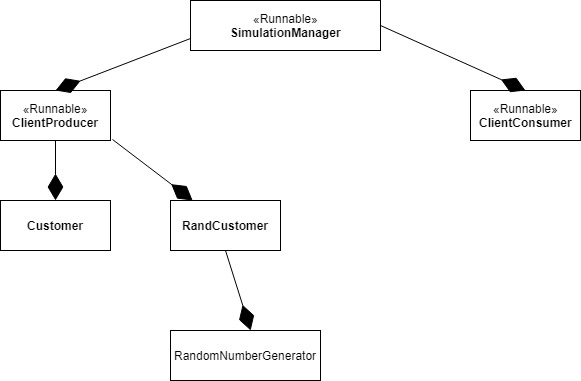 «Runnable»
SimulationManager
«Runnable»
ClientProducer
«Runnable»
ClientConsumer
Customer
RandCustomer
RandomNumberGenerator